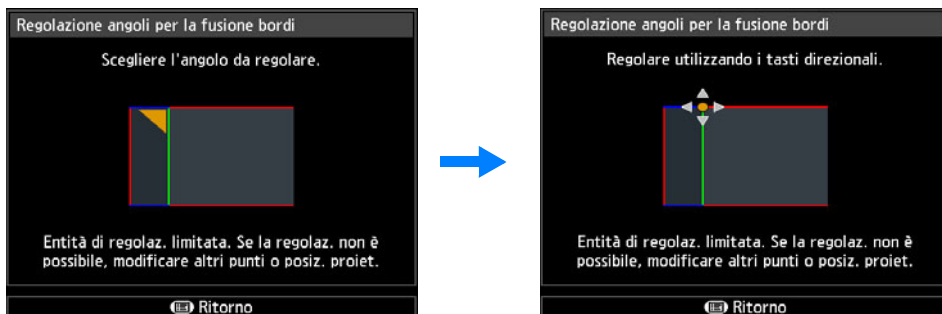 Regolazione angoli per la fusione bordi
Scegliere l'angolo da regolare.
Entità di regolaz. limitata. Se la regolaz. non è
possibile, modificare altri punti o posiz. proiet.
Ritorno
Regolazione angoli per la fusione bordi
Regolare utilizzando i tasti direzionali.
Entità di regolaz. limitata. Se la regolaz. non è
possibile, modificare altri punti o posiz. proiet.
Ritorno